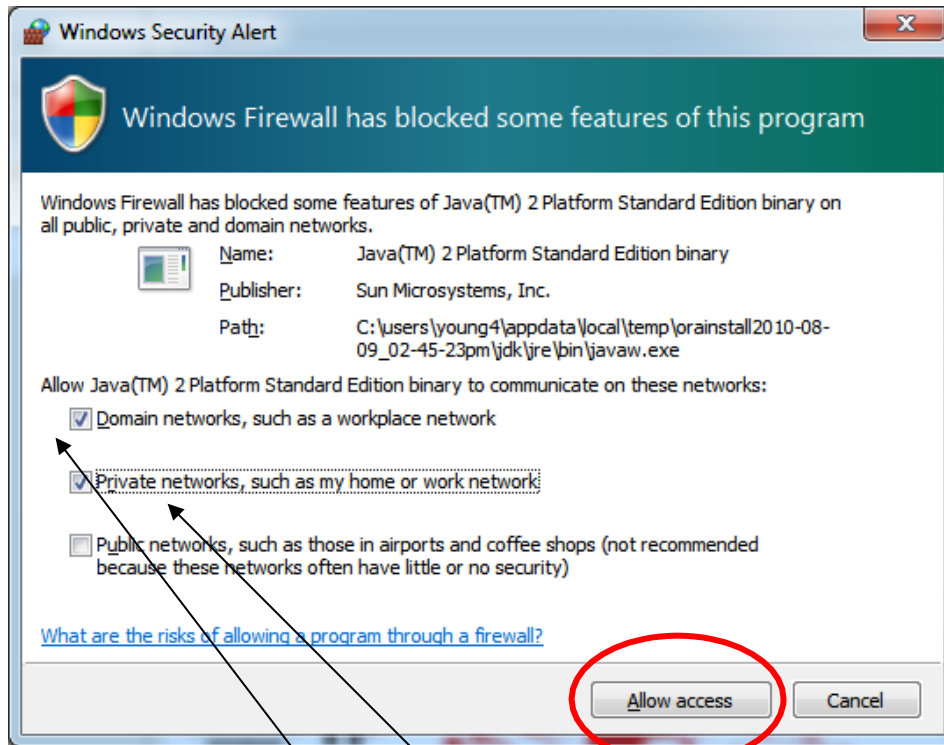 Windows Security Alert
Windows Firewall has blocked some features of this program
Windows Firewall has blocked some features of Java(TM) 2 Platform Standard Edition binary on
all public, private and domain networks.
Name: Java(TM) 2 Platform Standard Edition binary
Publisher: Sun Microsystems, Inc.
Path: C:\users\young4\appdata\local\temp\orainstall2010-08-
09_02-45-23pm\jdk\jre\bin\javaw.exe
Allow Java(TM) 2 Platform Standard Edition binary to communicate on these networks:
Domain networks, such as a workplace network
Private networks, such as my home or work network
Public networks, such as those in airports and coffee shops (not recommended
because these networks often have little or no security)
What are the risks of allowing a program through a firewall?
Allow access Cancel